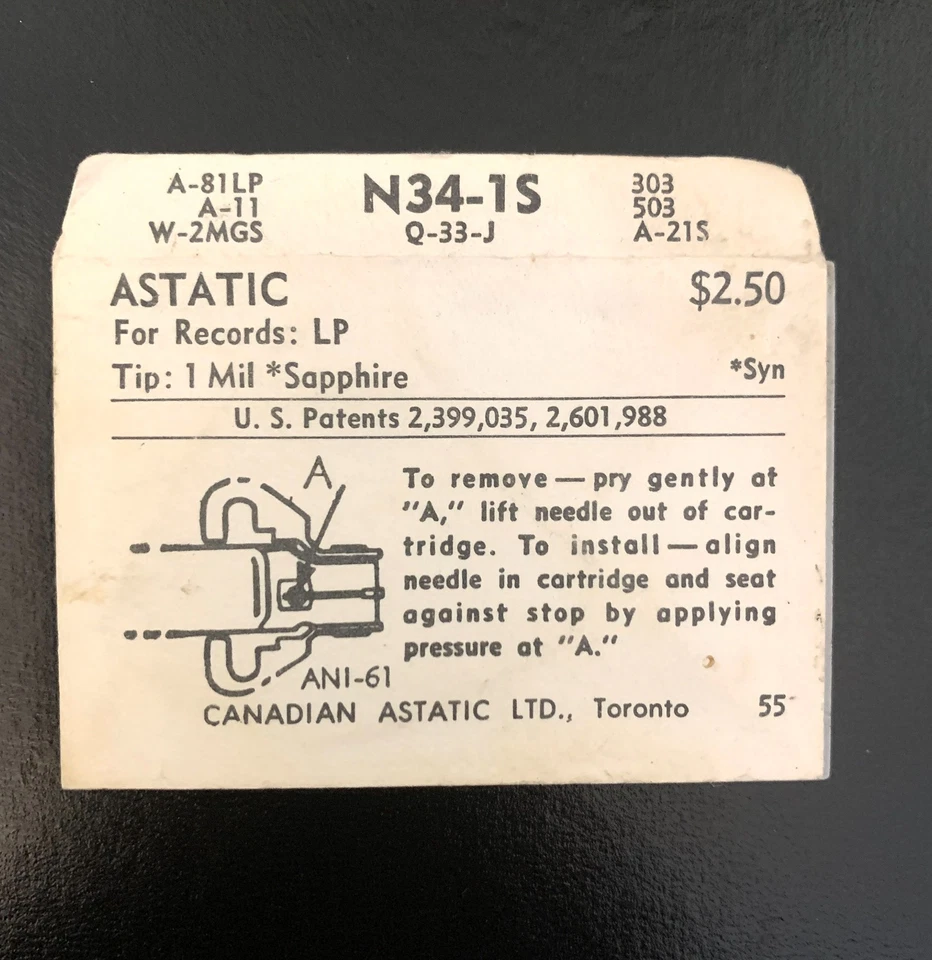 A-81LP N34-1S 303
A-11 503
W-2MGS Q-33-J A-21S
ASTATIC $2.50
For Records: LP
Tip: 1 Mil *Sapphire *Syn
U. S. Patents 2,399,035, 2,601,988
A
To remove — pry gently at
"A," lift needle out of car-
tridge. To install — align
needle in cartridge and seat
against stop by applying
pressure at "A."
ANI-61
CANADIAN ASTATIC LTD., Toronto 55